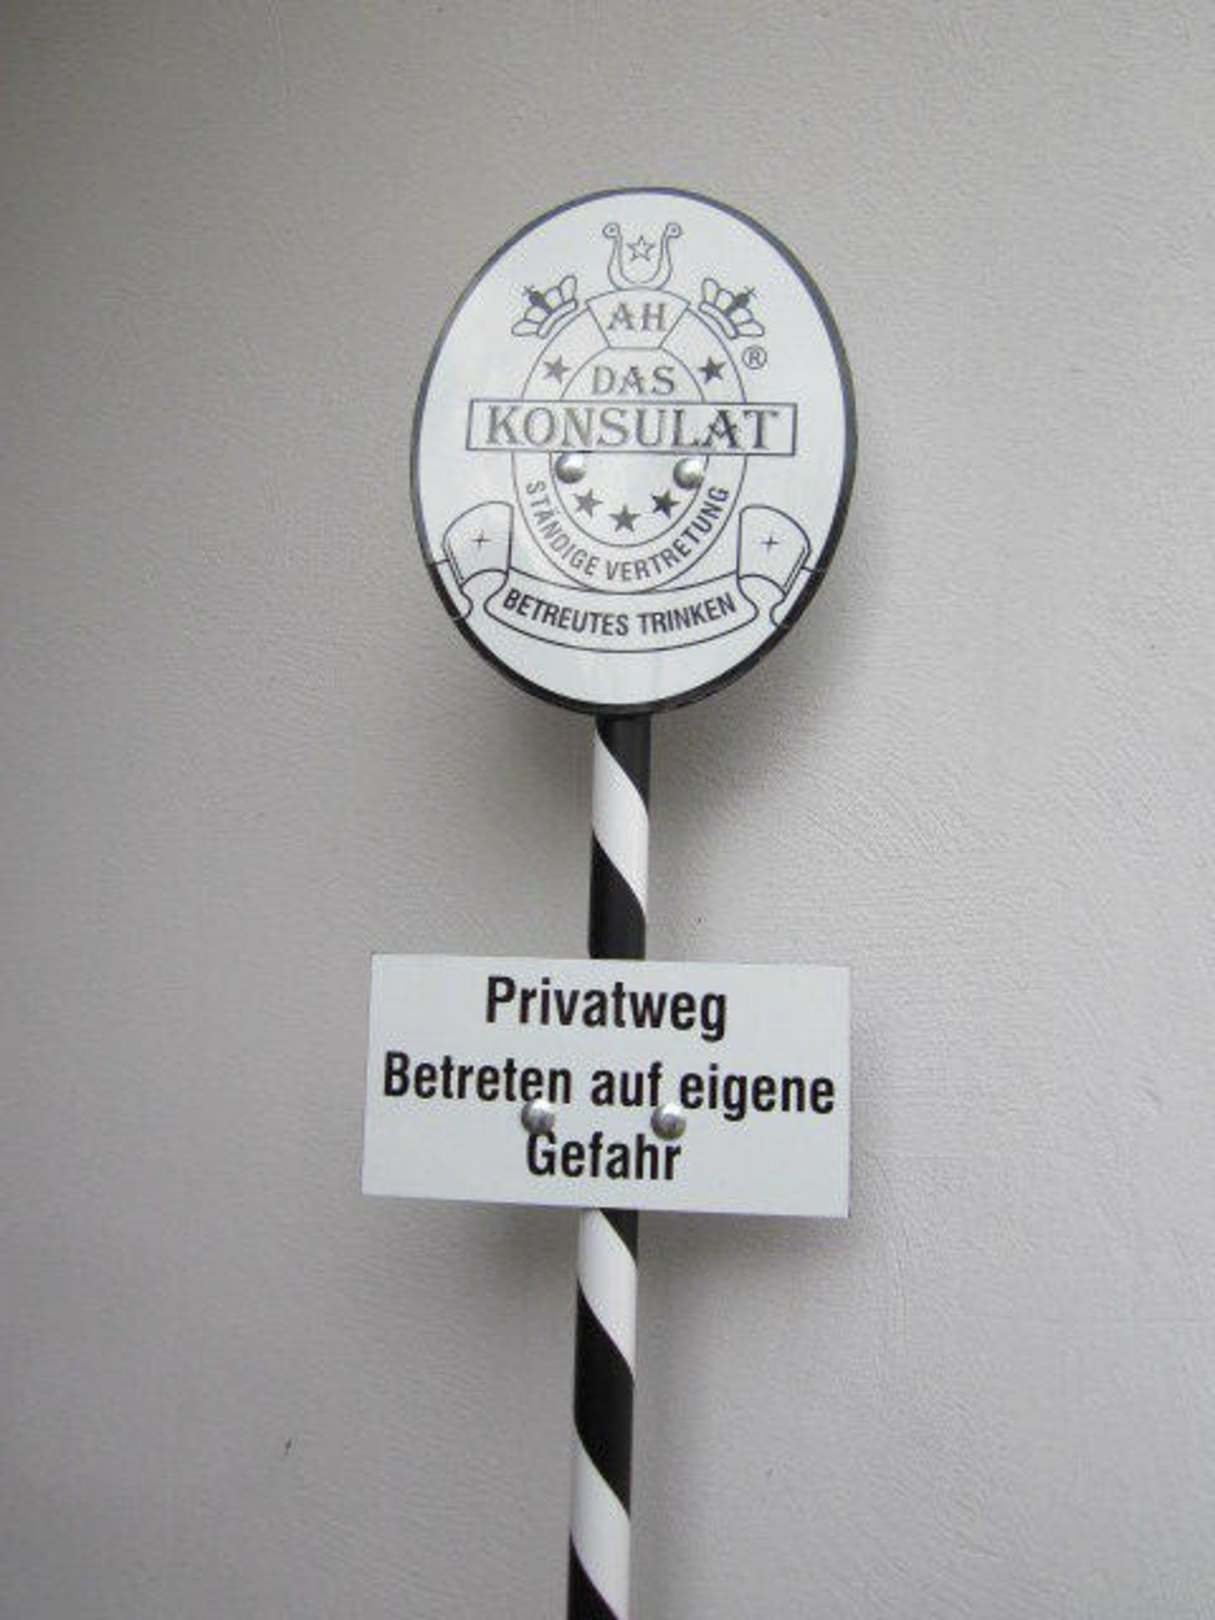 AH
®
DAS
KONSULAT
STÄNDIGE VERTRETUNG
BETREUTES TRINKEN
Privatweg
Betreten auf eigene
Gefahr